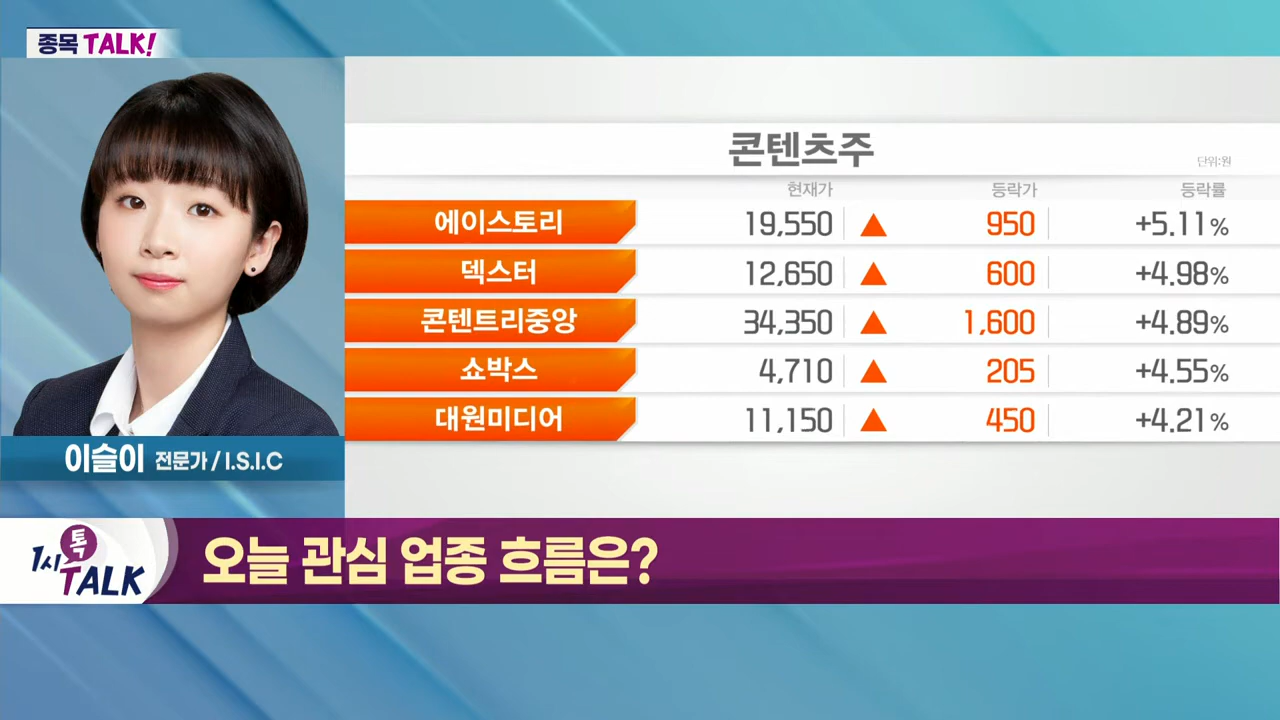 종목 TALK!
콘텐츠주
단위:원
현재가 등락가 등락률
에이스토리 19,550 ▲ 950 +5.11%
덱스터 12,650 ▲ 600 +4.98%
콘텐트리중앙 34,350 ▲ 1,600 +4.89%
쇼박스 4,710 ▲ 205 +4.55%
대원미디어 11,150 ▲ 450 +4.21%
이슬이 전문가 / I.S.I.C
1시 톡 TALK
오늘 관심 업종 흐름은?